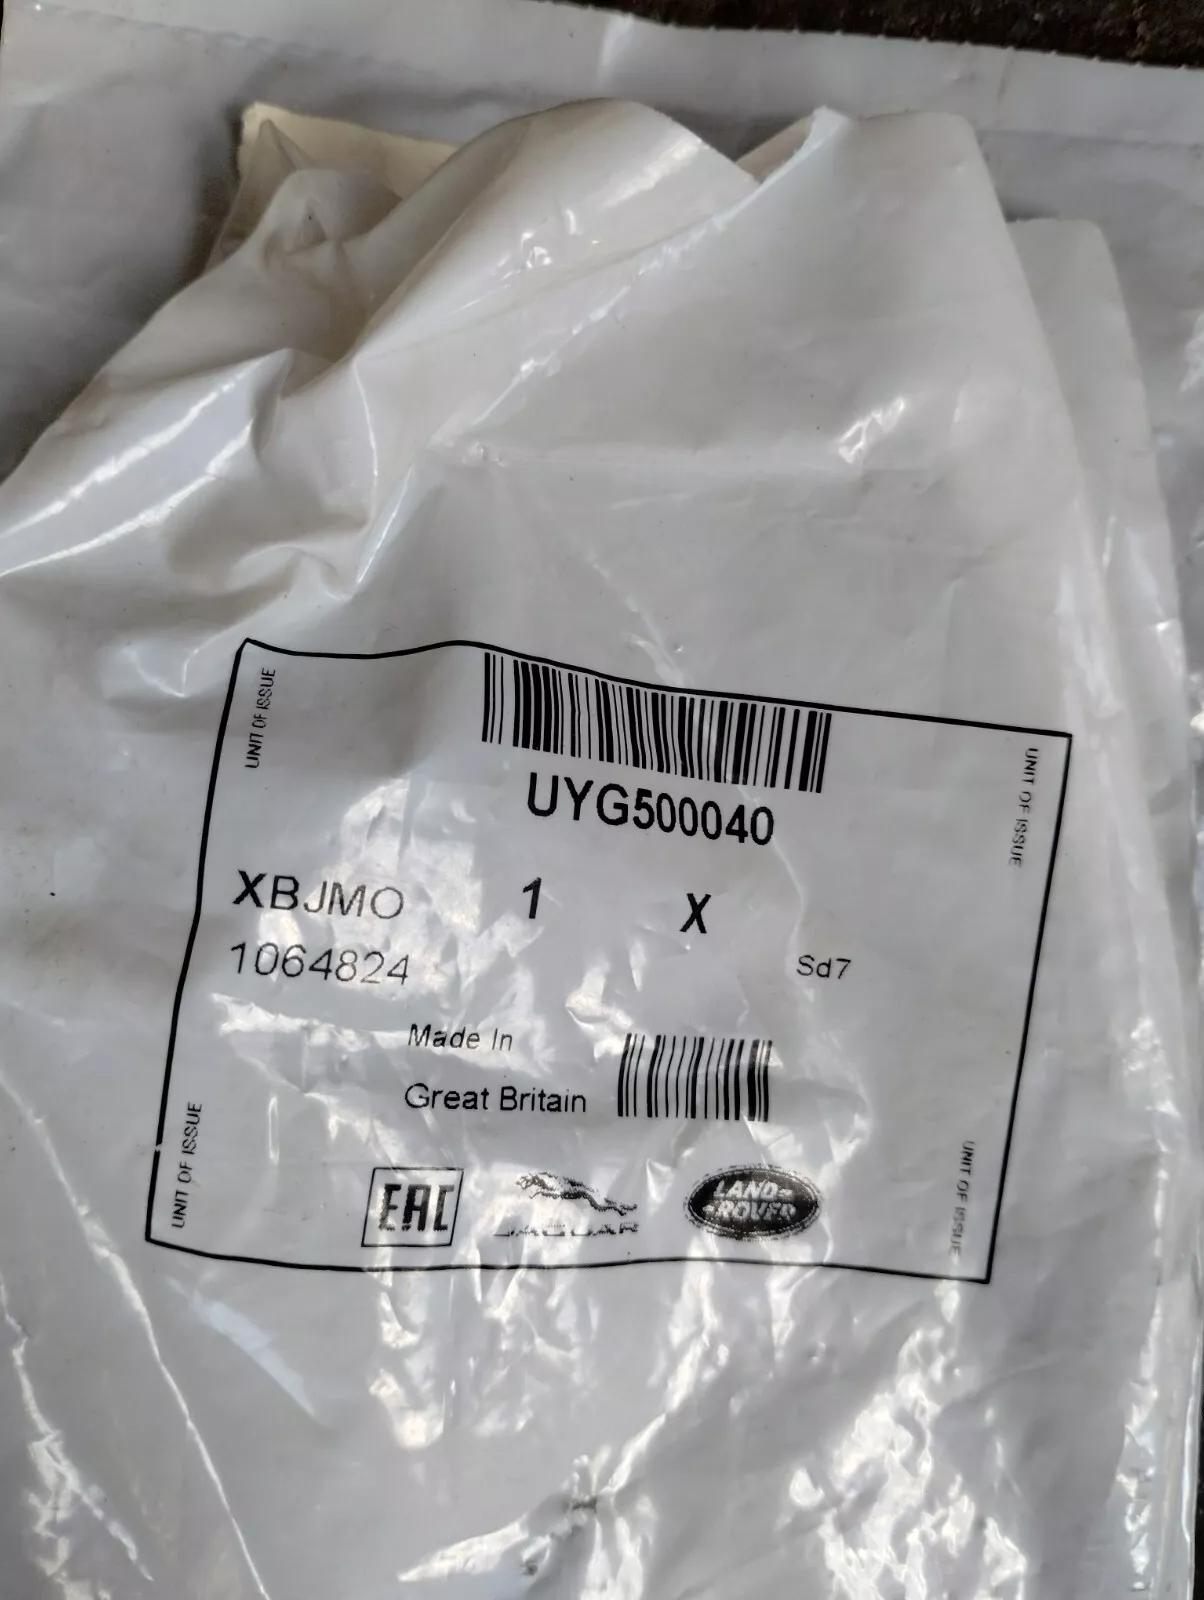 UNIT OF ISSUE
UNIT OF ISSUE
UYG500040
XBJMO 1 X
1064824 Sd7
Made In
Great Britain
UNIT OF ISSUE
UNIT OF ISSUE
EAC
JAGUAR
LAND-
-ROVER